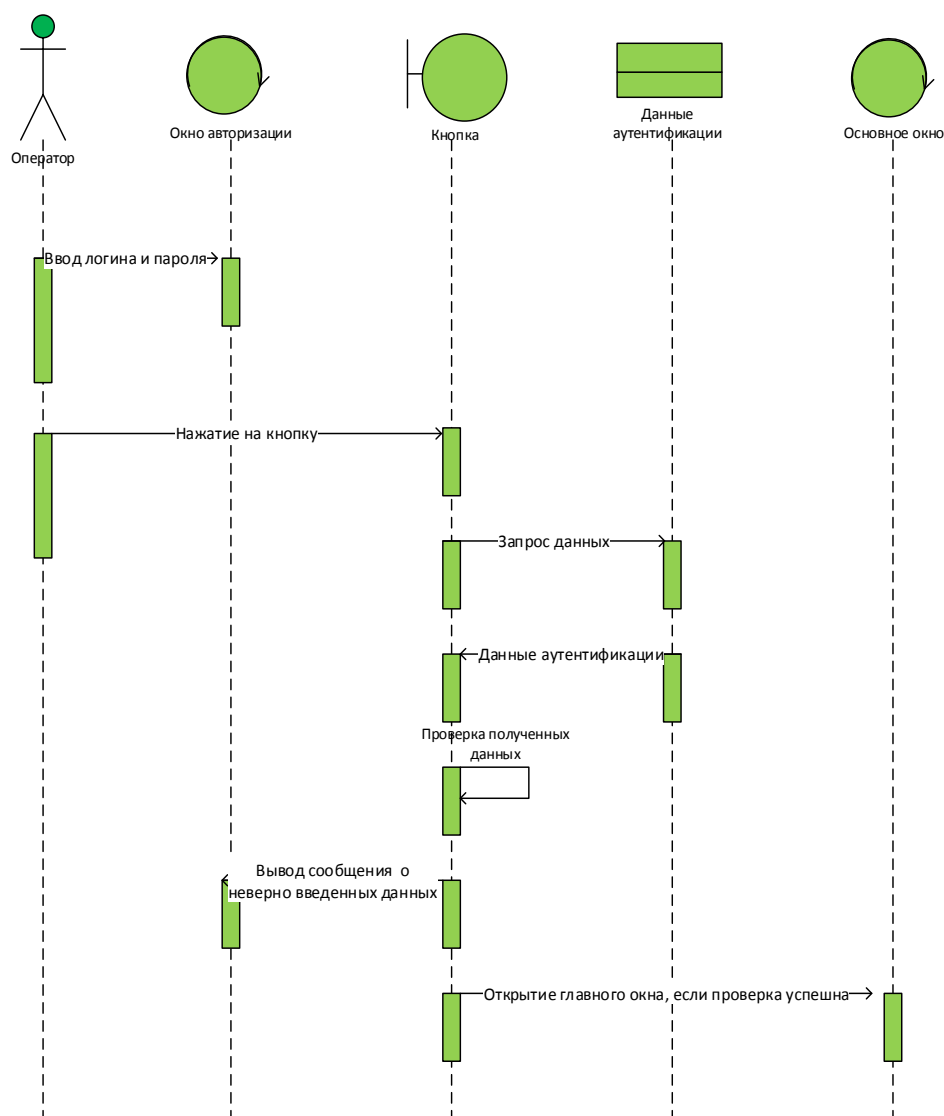 Оператор
Окно авторизации
Кнопка
Данные
аутентификации
Основное окно
Ввод логина и пароля
Нажатие на кнопку
Запрос данных
Данные аутентификации
Проверка полученных
данных
Вывод сообщения о
неверно введенных данных
Открытие главного окна, если проверка успешна